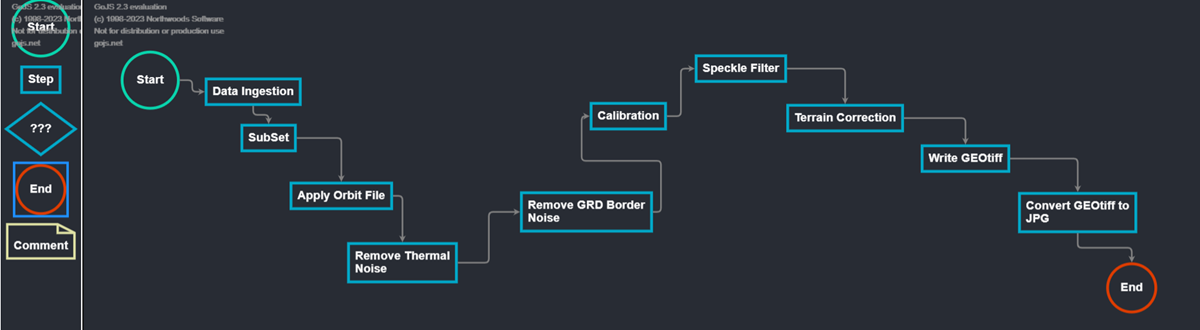 GoJS 2.3 evaluation
(c) 1998-2023 Northwoods Software
Not for distribution or production use
gojs.net
Start
Step
???
End
Comment
GoJS 2.3 evaluation
(c) 1998-2023 Northwoods Software
Not for distribution or production use
gojs.net
Start
Data Ingestion
SubSet
Apply Orbit File
Remove Thermal
Noise
Remove GRD Border
Noise
Calibration
Speckle Filter
Terrain Correction
Write GEOtiff
Convert GEOtiff to
JPG
End